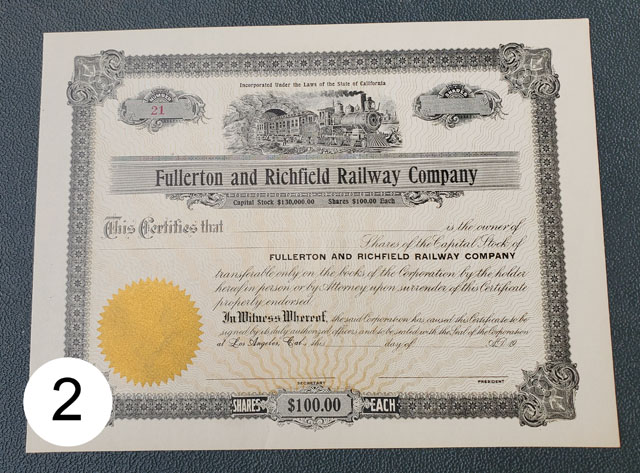 Incorporated Under the Laws of the State of California
NUMBER
21
SHARES
Fullerton and Richfield Railway Company
Capital Stock $130,000.00 Shares $100.00 Each
This Certifies that is the owner of
Shares of the Capital Stock of
FULLERTON AND RICHFIELD RAILWAY COMPANY
transferable only on the books of the Corporation by the holder
hereof in person or by Attorney upon surrender of this Certificate
properly endorsed.
In Witness Whereof, the said Corporation has caused this Certificate to be
signed by its duly authorized officers and to be sealed with the Seal of the Corporation
at Los Angeles, Cal. this day of A.D. 19
SECRETARY PRESIDENT
SHARES $100.00 EACH
2